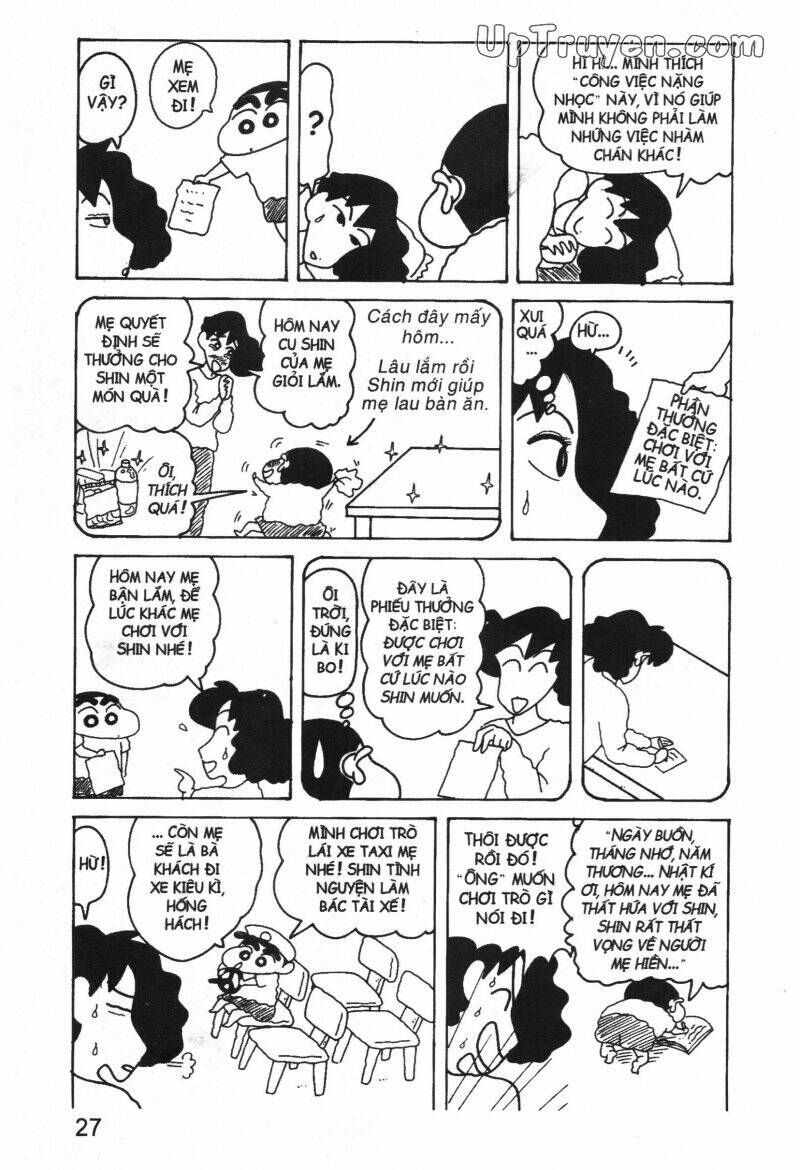 UpTruyen.com
HI HI... MÌNH THÍCH
"CÔNG VIỆC NẶNG
NHỌC" NÀY, VÌ NÓ GIÚP
MÌNH KHÔNG PHẢI LÀM
NHỮNG VIỆC NHÀM
CHÁN KHÁC!
?
MẸ
XEM
ĐI!
GÌ
VẬY?
PHẦN
THƯỞNG
ĐẶC BIỆT:
CHƠI VỚI
MẸ BẤT CỨ
LÚC NÀO.
HỪ...
XUI
QUÁ
...
Cách đây mấy
hôm...
Lâu lắm rồi
Shin mới giúp
mẹ lau bàn ăn.
HÔM NAY
CU SHIN
CỦA MẸ
GIỎI LẮM.
MẸ QUYẾT
ĐỊNH SẼ
THƯỞNG CHO
SHIN MỘT
MÓN QUÀ!
ÔI,
THÍCH
QUÁ!
ĐÂY LÀ
PHIẾU THƯỞNG
ĐẶC BIỆT:
ĐƯỢC CHƠI
VỚI MẸ BẤT
CỨ LÚC NÀO
SHIN MUỐN.
ÔI
TRỜI,
ĐÚNG
LÀ KI
BO!
HÔM NAY MẸ
BẬN LẮM, ĐỂ
LÚC KHÁC MẸ
CHƠI VỚI
SHIN NHÉ!
"NGÀY BUỒN,
THÁNG NHỚ, NĂM
THƯƠNG... NHẬT KÍ
ƠI, HÔM NAY MẸ ĐÃ
THẤT HỨA VỚI SHIN,
SHIN RẤT THẤT
VỌNG VỀ NGƯỜI
MẸ HIỀN..."
THÔI ĐƯỢC
RỒI ĐÓ!
"ÔNG" MUỐN
CHƠI TRÒ GÌ
NÓI ĐI!
MÌNH CHƠI TRÒ
LÁI XE TAXI MẸ
NHÉ! SHIN TÌNH
NGUYỆN LÀM
BÁC TÀI XẾ!
... CÒN MẸ
SẼ LÀ BÀ
KHÁCH ĐI
XE KIÊU KÌ,
HỐNG
HÁCH!
HỪ!
27